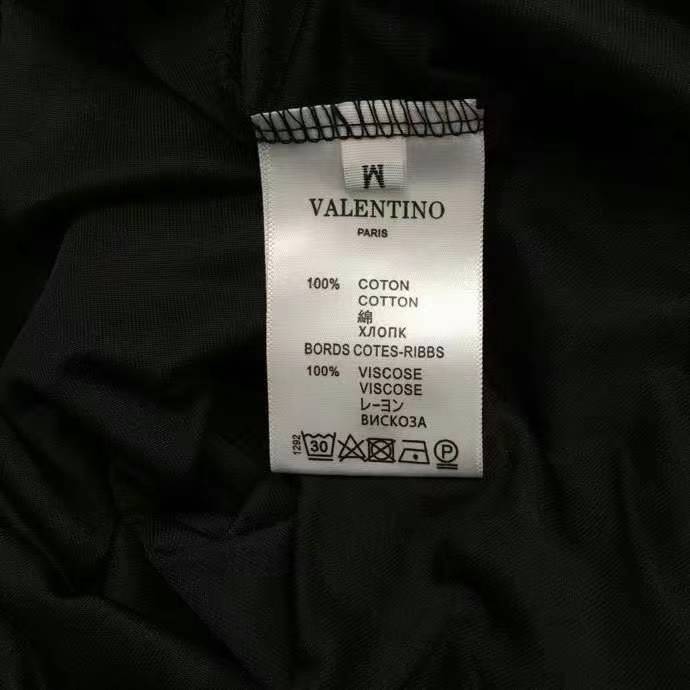 M
VALENTINO
PARIS
100% COTON
COTTON
綿
ХЛОПК
BORDS COTES-RIBBS
100% VISCOSE
VISCOSE
レーヨン
ВИСКОЗА
1292
30
P